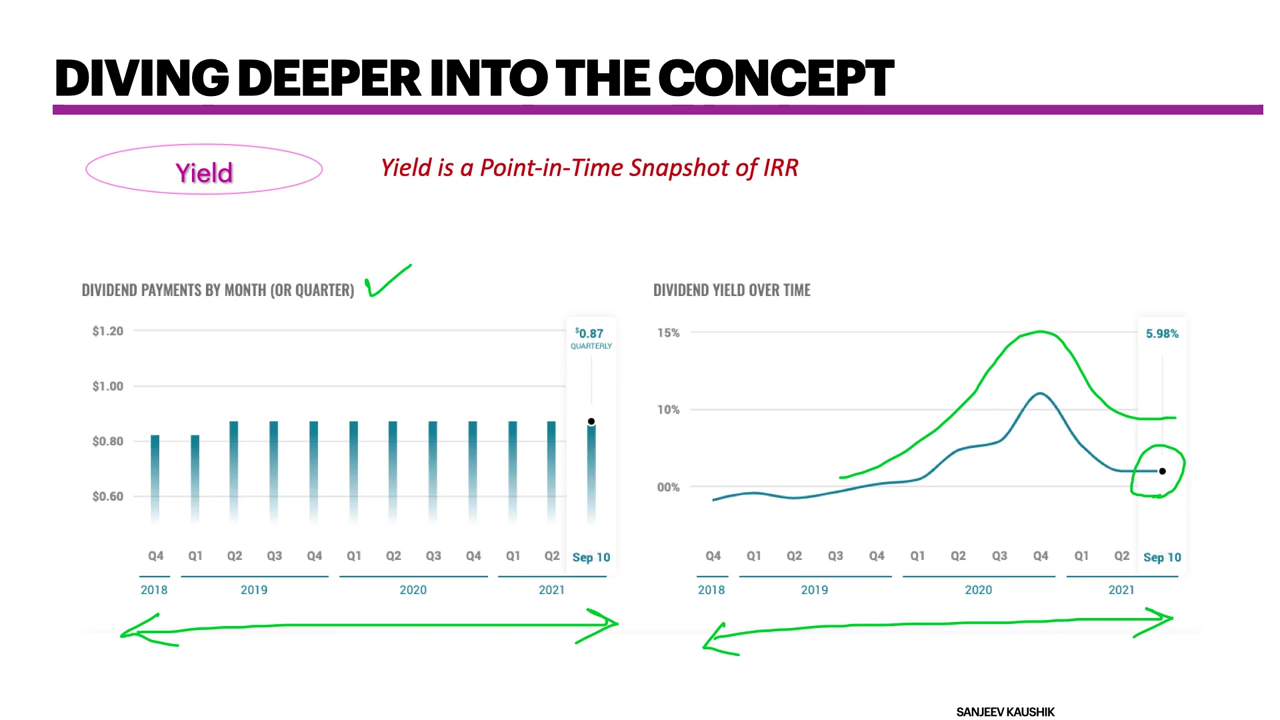 DIVING DEEPER INTO THE CONCEPT
Yield
Yield is a Point-in-Time Snapshot of IRR
DIVIDEND PAYMENTS BY MONTH (OR QUARTER)
$1.20
$1.00
$0.80
$0.60
$0.87
QUARTERLY
Q4 Q1 Q2 Q3 Q4 Q1 Q2 Q3 Q4 Q1 Q2 Sep 10
2018 2019 2020 2021
DIVIDEND YIELD OVER TIME
15%
10%
00%
5.98%
Q4 Q1 Q2 Q3 Q4 Q1 Q2 Q3 Q4 Q1 Q2 Sep 10
2018 2019 2020 2021
SANJEEV KAUSHIK